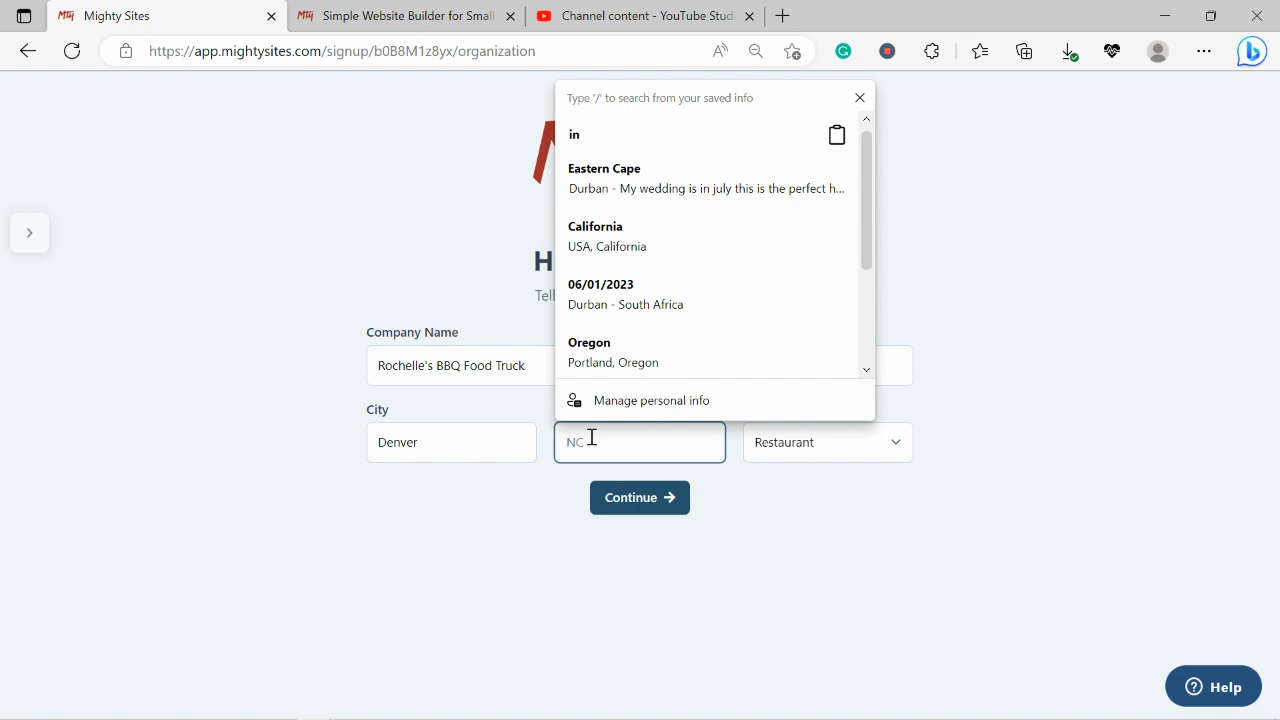 Mighty Sites
Simple Website Builder for Small
Channel content - YouTube Studi
https://app.mightysites.com/signup/b0B8M1z8yx/organization
Type '/' to search from your saved info
in
Eastern Cape
Durban - My wedding is in july this is the perfect h...
California
USA, California
06/01/2023
Durban - South Africa
Oregon
Portland, Oregon
Manage personal info
H
Tell
Company Name
Rochelle's BBQ Food Truck
City
Denver
NC
Restaurant
Continue
Help